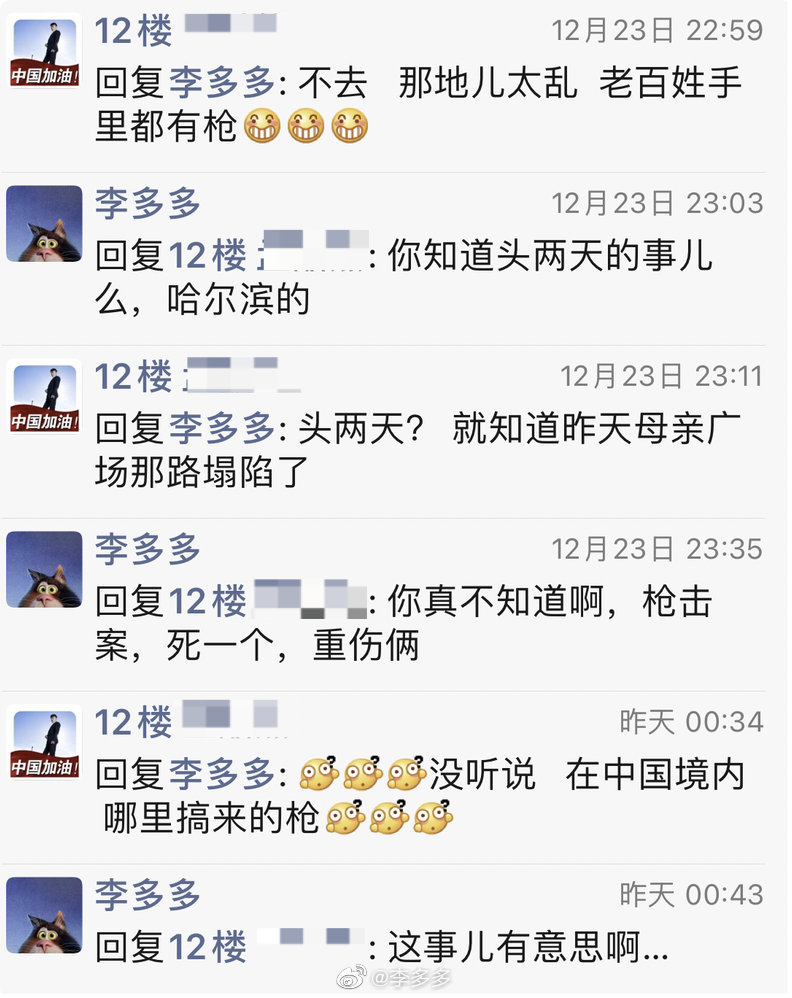 12楼
12月23日 22:59
中国加油!
回复李多多: 不去 那地儿太乱 老百姓手
里都有枪
李多多
12月23日 23:03
回复12楼 : 你知道头两天的事儿
么，哈尔滨的
12楼
12月23日 23:11
中国加油!
回复李多多: 头两天? 就知道昨天母亲广
场那路塌陷了
李多多
12月23日 23:35
回复12楼 : 你真不知道啊，枪击
案，死一个，重伤俩
12楼
昨天 00:34
中国加油!
回复李多多: 没听说 在中国境内
哪里搞来的枪
李多多
昨天 00:43
回复12楼 : 这事儿有意思啊...
@李多多